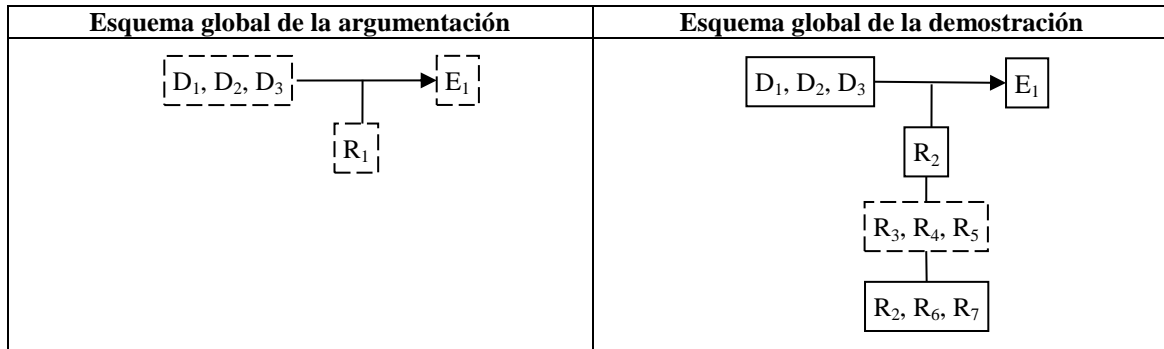 Esquema global de la argumentación
D₁, D₂, D₃
E₁
R₁
Esquema global de la demostración
D₁, D₂, D₃
E₁
R₂
R₃, R₄, R₅
R₂, R₆, R₇